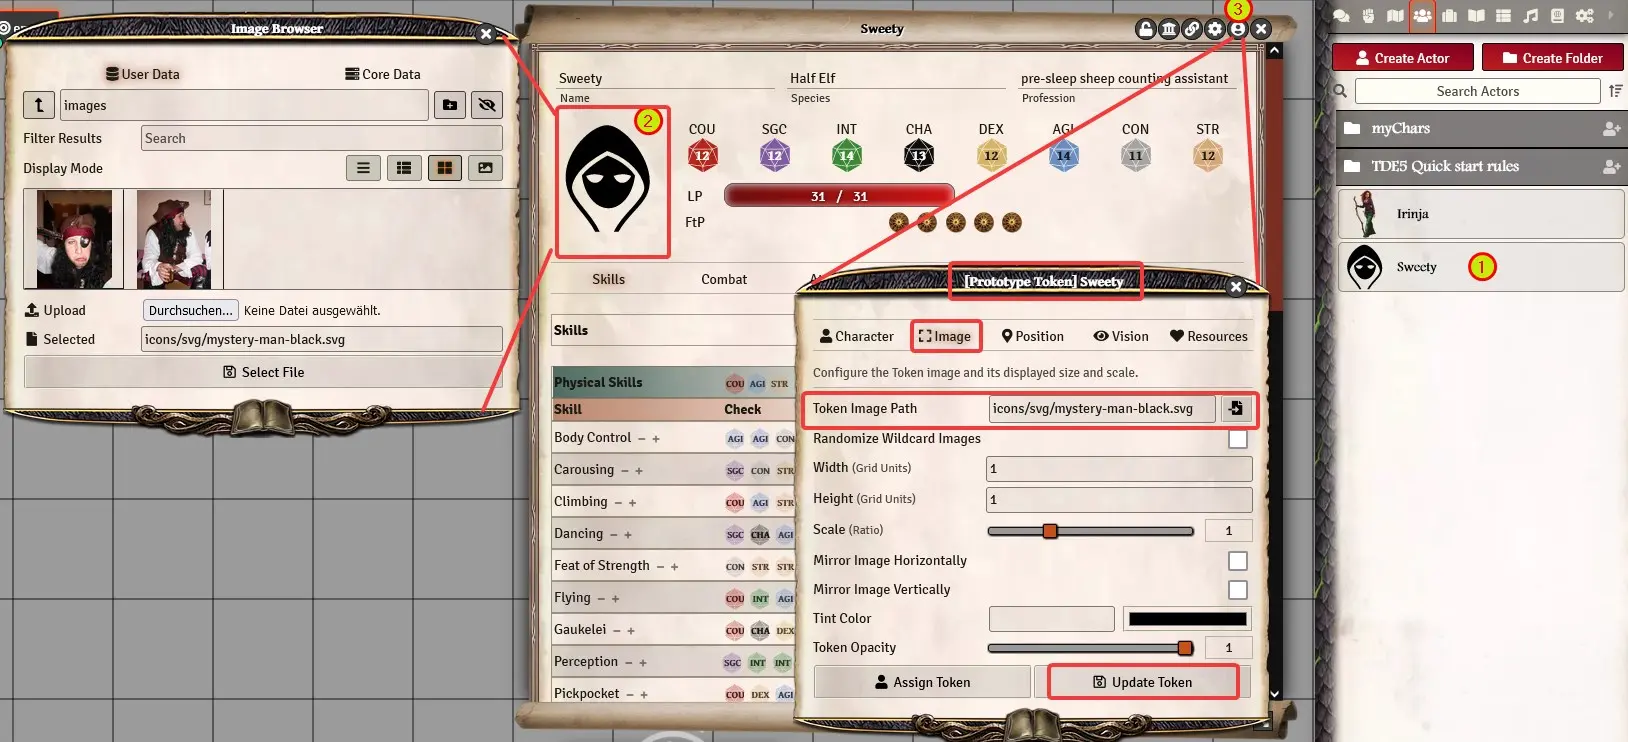 Image Browser
User Data
Core Data
images
Filter Results
Search
Display Mode
Upload
Durchsuchen...
Keine Datei ausgewählt.
Selected
icons/svg/mystery-man-black.svg
Select File
Sweety
3
Sweety
Half Elf
pre-sleep sheep counting assistant
Name
Species
Profession
2
COU
SGC
INT
CHA
DEX
AGI
CON
STR
12
12
14
13
12
14
11
12
LP
31 / 31
FtP
Skills
Combat
Skills
Physical Skills
COU AGI STR
Skill
Check
Body Control − +
AGI AGI CON
Carousing − +
SGC CON STR
Climbing − +
COU AGI STR
Dancing − +
SGC CHA AGI
Feat of Strength − +
CON STR STR
Flying − +
COU INT AGI
Gaukelei − +
COU CHA DEX
Perception − +
SGC INT INT
Pickpocket − +
COU DEX AGI
[Prototype Token] Sweety
Character
Image
Position
Vision
Resources
Configure the Token image and its displayed size and scale.
Token Image Path
icons/svg/mystery-man-black.svg
Randomize Wildcard Images
Width (Grid Units)
1
Height (Grid Units)
1
Scale (Ratio)
1
Mirror Image Horizontally
Mirror Image Vertically
Tint Color
Token Opacity
1
Assign Token
Update Token
Create Actor
Create Folder
Search Actors
myChars
TDE5 Quick start rules
Irinja
Sweety
1